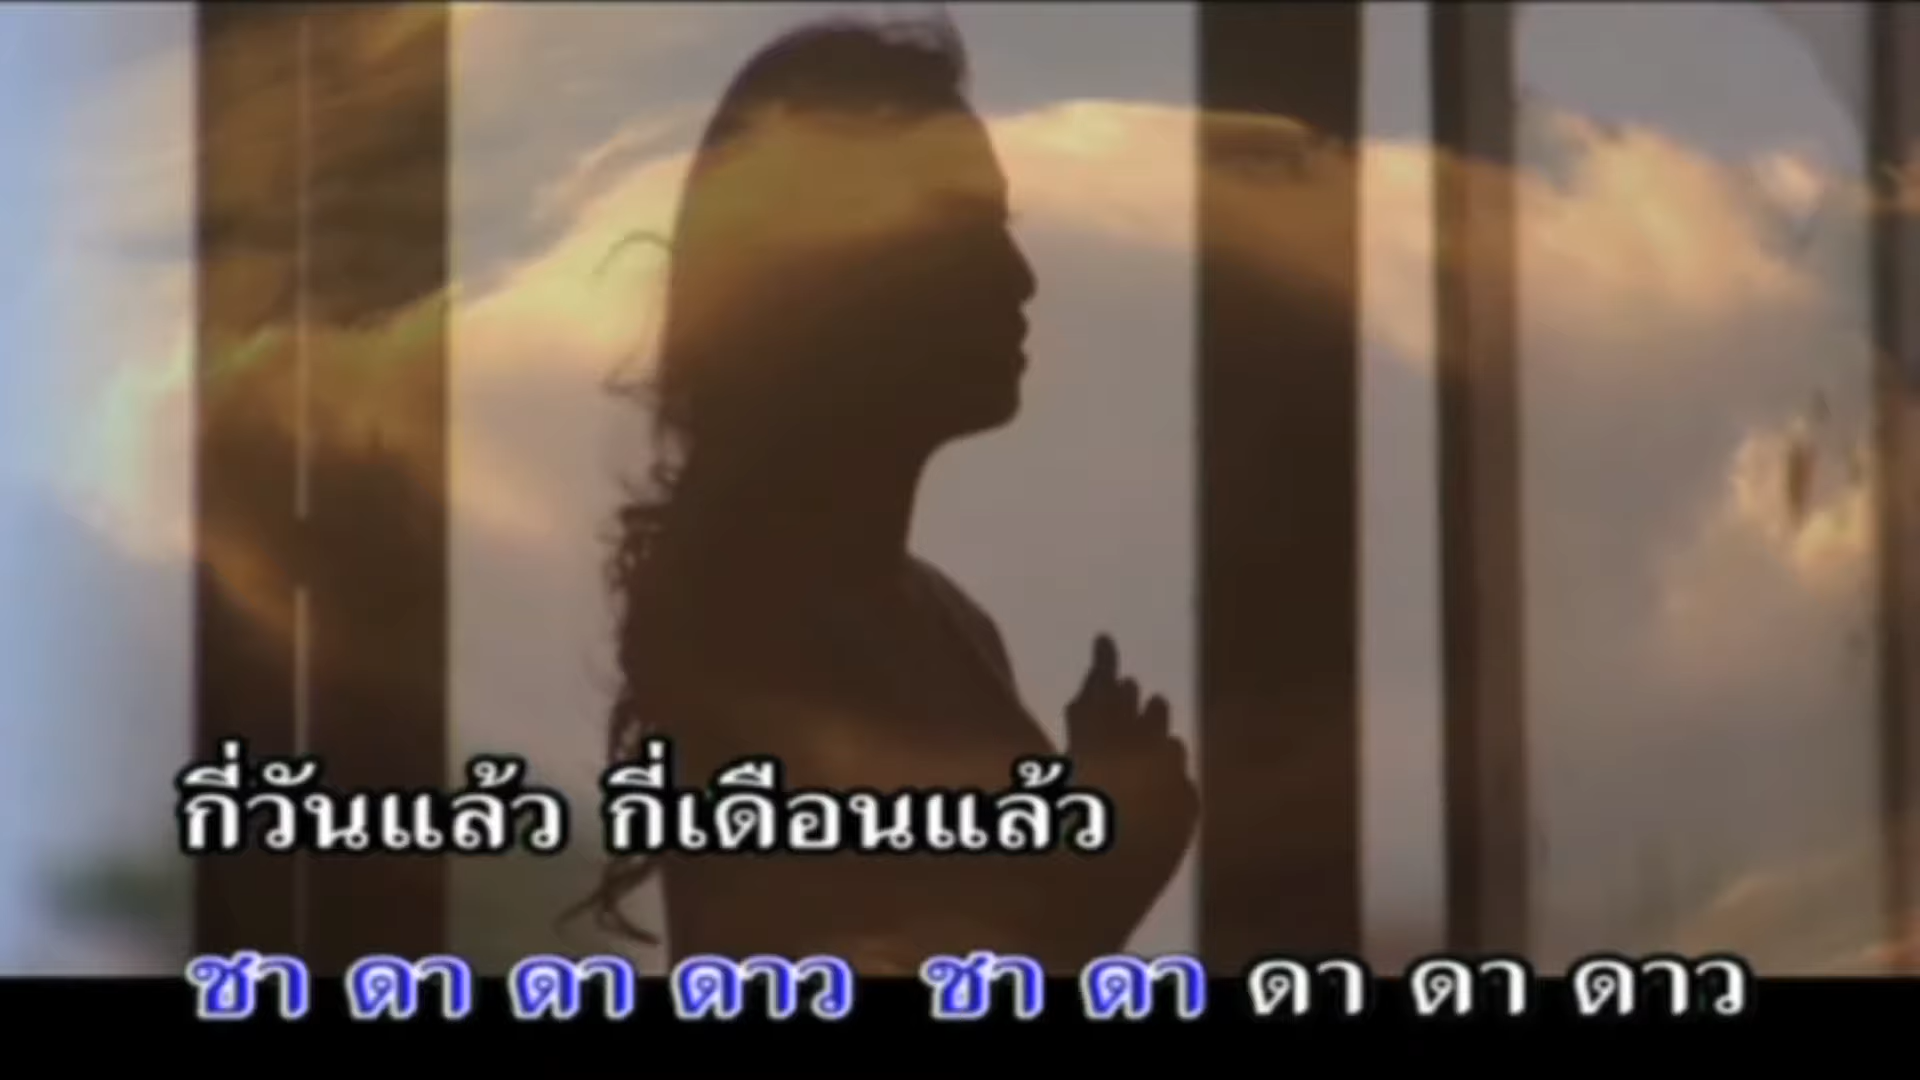 กี่วันแล้ว กี่เดือนแล้ว
ชา ดา ดา ดาว ชา ดา ดา ดา ดาว